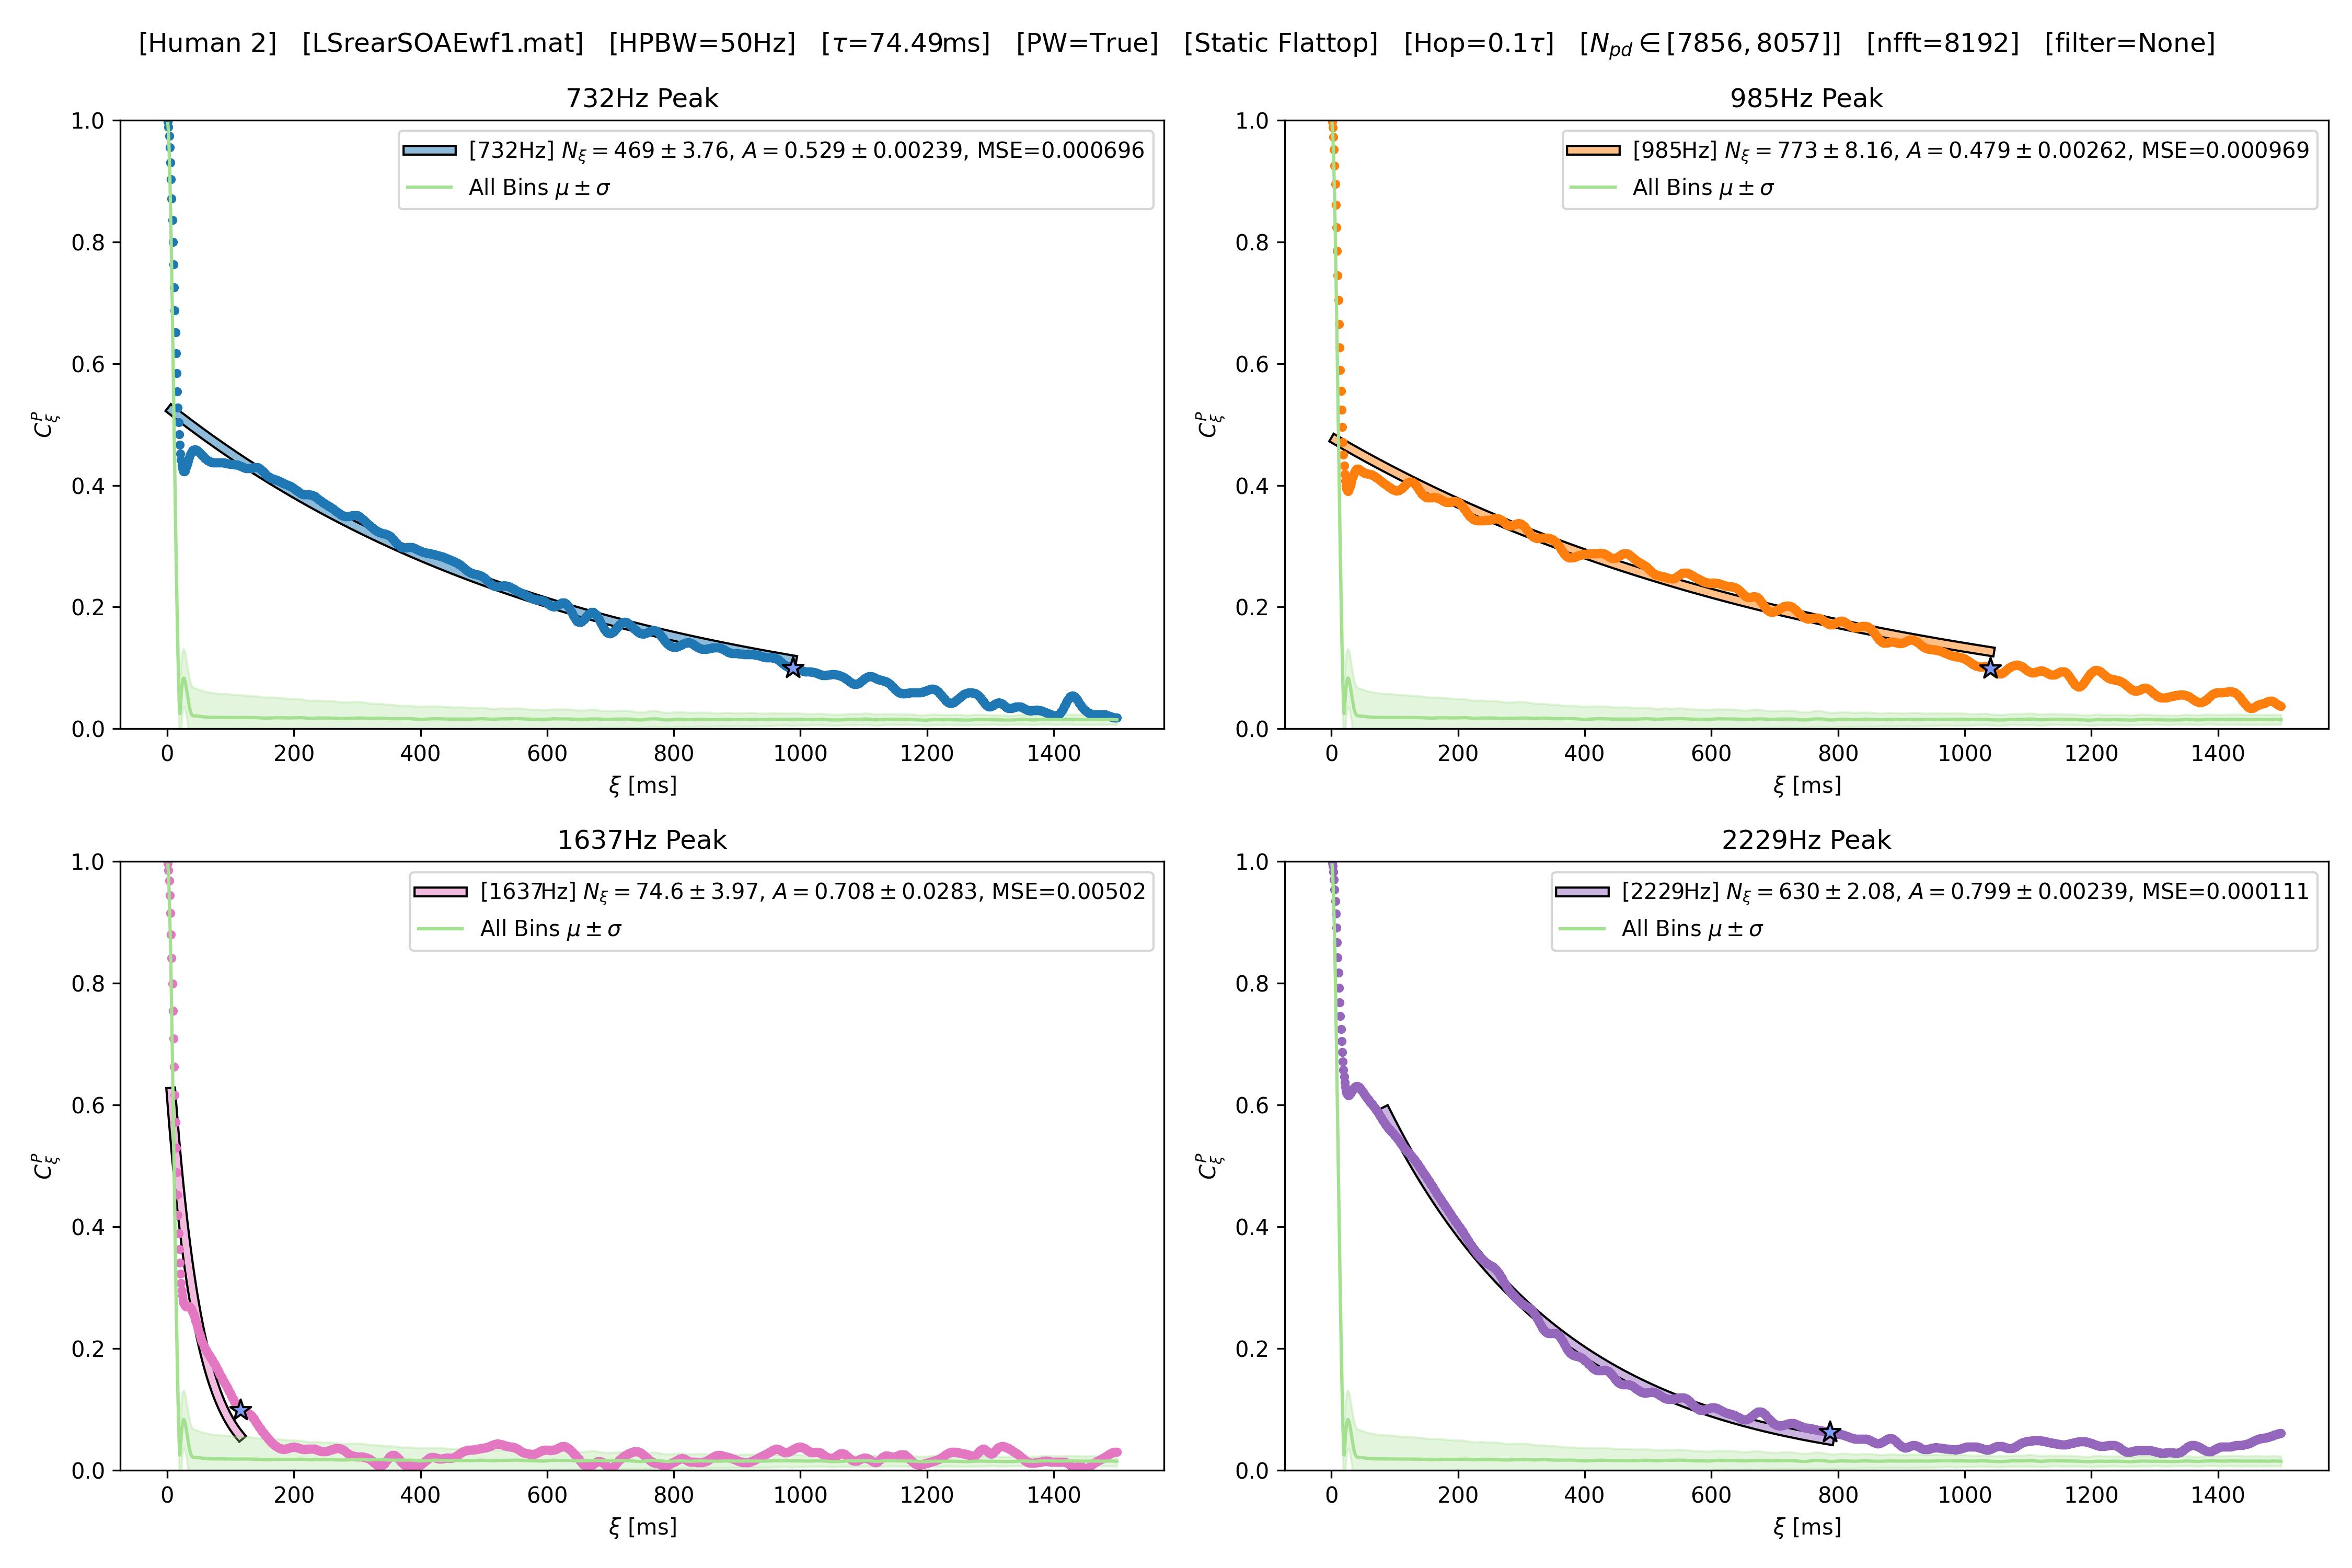 [Human 2] [LSrearSOAEwf1.mat] [HPBW=50Hz] [τ=74.49ms] [PW=True] [Static Flattop] [Hop=0.1τ] [N_pd ∈ [7856, 8057]] [nfft=8192] [filter=None]
732Hz Peak
1.0
0.8
0.6
0.4
0.2
0.0
C_ξ^P
[732Hz] N_ξ = 469 ± 3.76, A = 0.529 ± 0.00239, MSE=0.000696
All Bins μ ± σ
0 200 400 600 800 1000 1200 1400
ξ [ms]
985Hz Peak
1.0
0.8
0.6
0.4
0.2
0.0
C_ξ^P
[985Hz] N_ξ = 773 ± 8.16, A = 0.479 ± 0.00262, MSE=0.000969
All Bins μ ± σ
0 200 400 600 800 1000 1200 1400
ξ [ms]
1637Hz Peak
1.0
0.8
0.6
0.4
0.2
0.0
C_ξ^P
[1637Hz] N_ξ = 74.6 ± 3.97, A = 0.708 ± 0.0283, MSE=0.00502
All Bins μ ± σ
0 200 400 600 800 1000 1200 1400
ξ [ms]
2229Hz Peak
1.0
0.8
0.6
0.4
0.2
0.0
C_ξ^P
[2229Hz] N_ξ = 630 ± 2.08, A = 0.799 ± 0.00239, MSE=0.000111
All Bins μ ± σ
0 200 400 600 800 1000 1200 1400
ξ [ms]